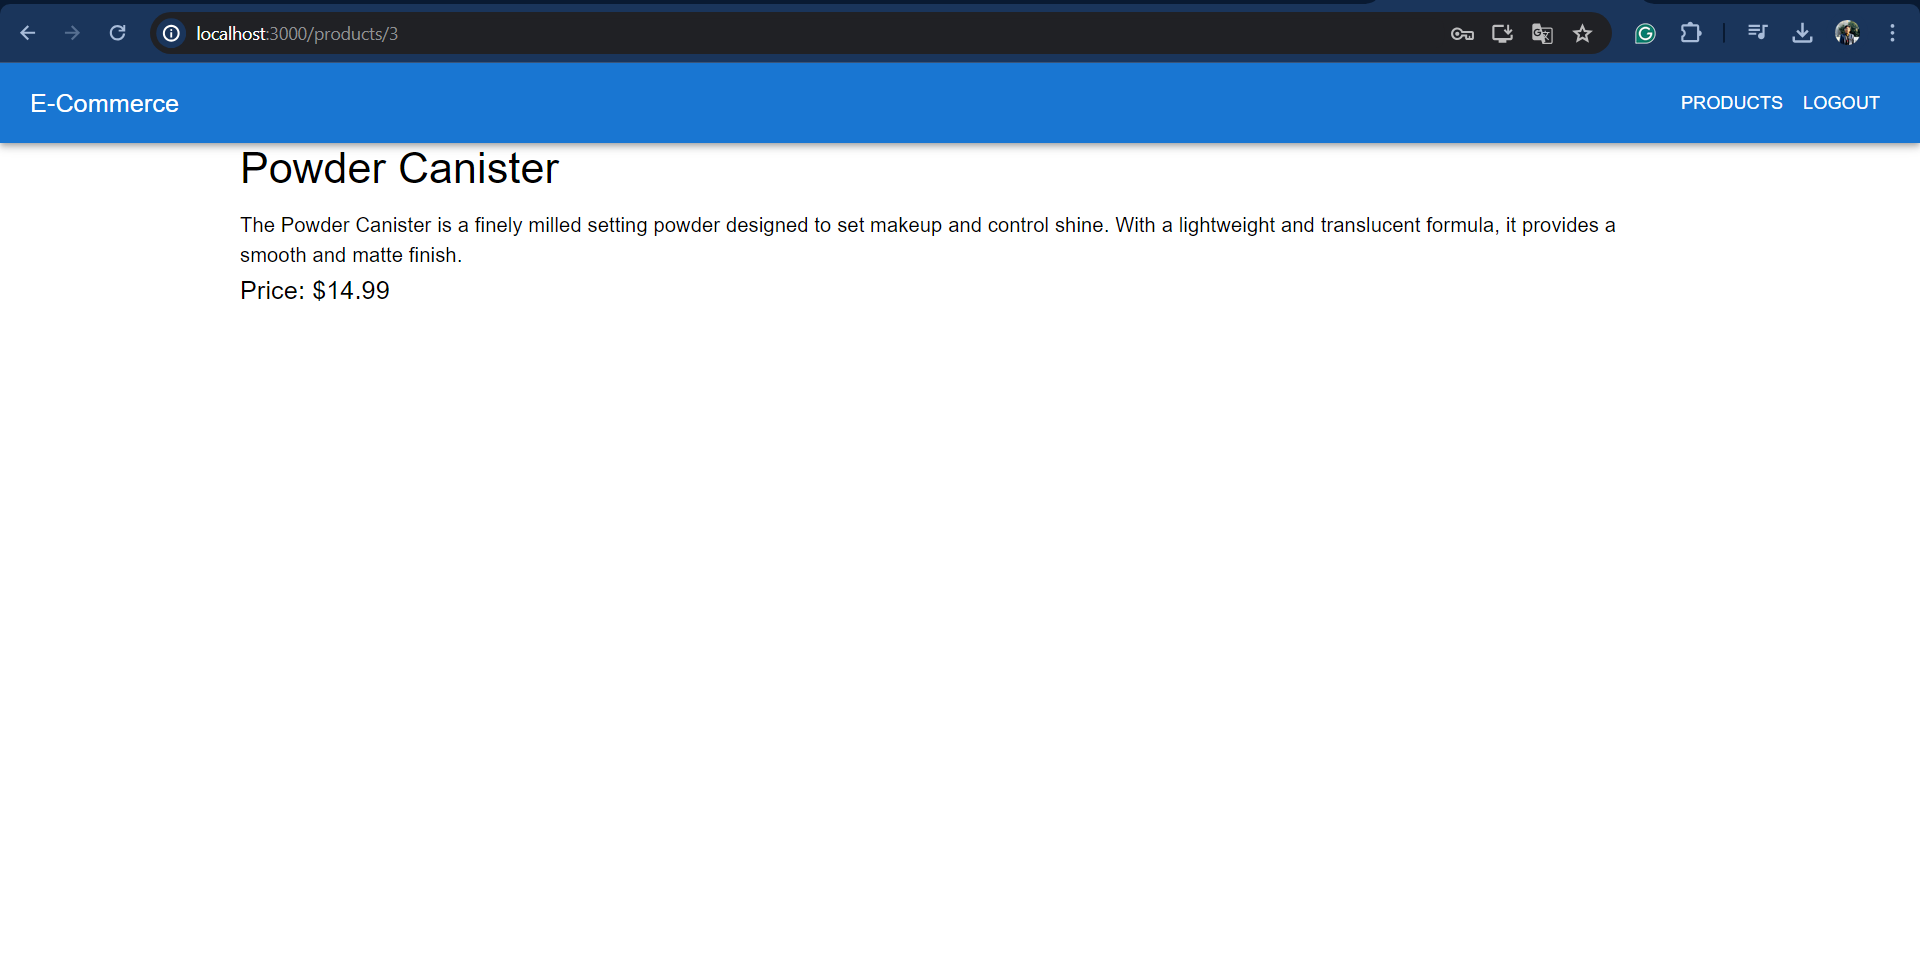 localhost:3000/products/3
E-Commerce
PRODUCTS LOGOUT
Powder Canister
The Powder Canister is a finely milled setting powder designed to set makeup and control shine. With a lightweight and translucent formula, it provides a
smooth and matte finish.
Price: $14.99